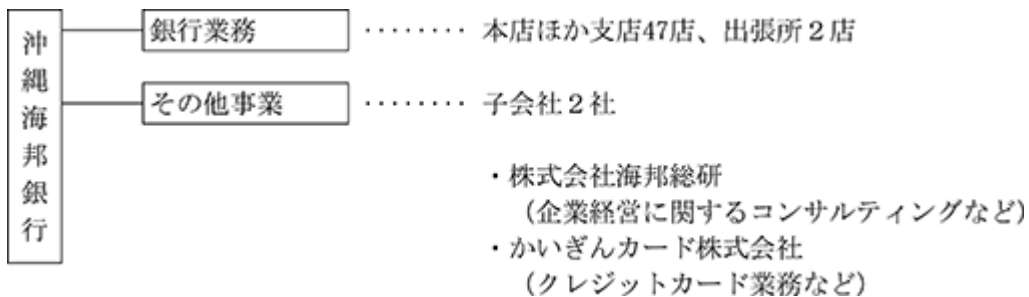 沖縄海邦銀行
銀行業務 ‥‥‥‥ 本店ほか支店47店、出張所２店
その他事業 ‥‥‥‥ 子会社２社
・株式会社海邦総研
（企業経営に関するコンサルティングなど）
・かいぎんカード株式会社
（クレジットカード業務など）